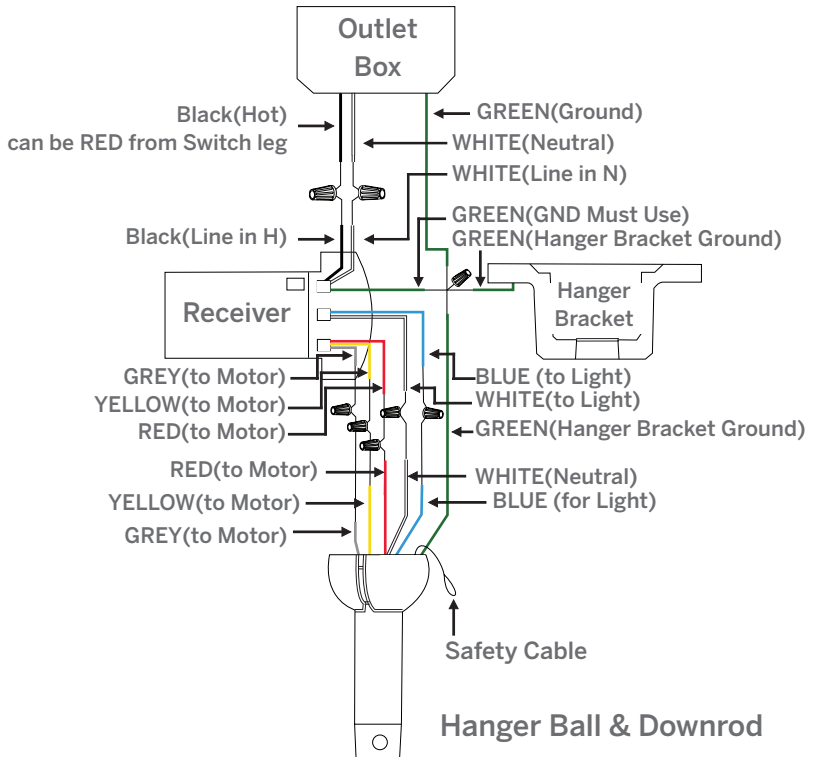 Outlet
Box
Black(Hot)
can be RED from Switch leg
GREEN(Ground)
WHITE(Neutral)
WHITE(Line in N)
GREEN(GND Must Use)
Black(Line in H)
GREEN(Hanger Bracket Ground)
Receiver
Hanger
Bracket
GREY(to Motor)
BLUE (to Light)
YELLOW(to Motor)
WHITE(to Light)
RED(to Motor)
GREEN(Hanger Bracket Ground)
RED(to Motor)
WHITE(Neutral)
YELLOW(to Motor)
BLUE (for Light)
GREY(to Motor)
Safety Cable
Hanger Ball & Downrod